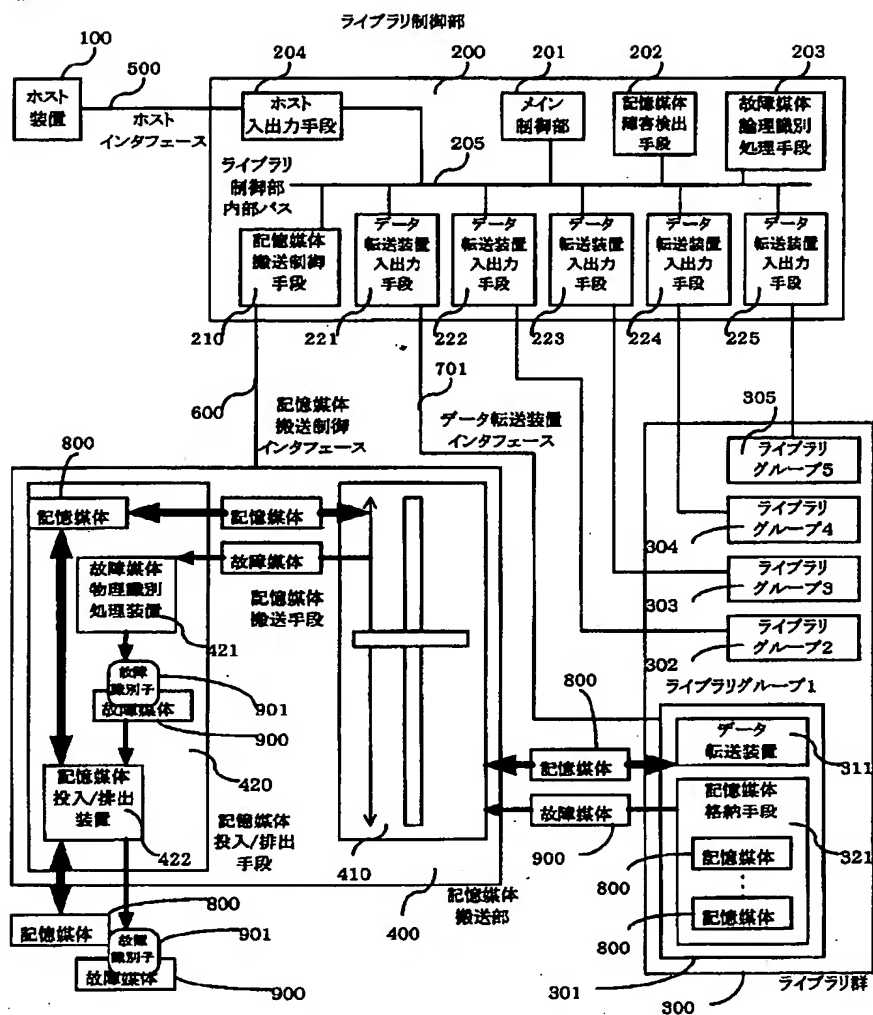 ライブラリ制御部
100
204
200
201
202
203
500
ホスト
装置
ホスト
インタフェース
ホスト
入出力手段
メイン
制御部
記憶媒体
障害検出
手段
故障媒体
論理識別
処理手段
205
ライブラリ
制御部
内部バス
記憶媒体
搬送制御
手段
データ
転送装置
入出力
手段
データ
転送装置
入出力
手段
データ
転送装置
入出力
手段
データ
転送装置
入出力
手段
データ
転送装置
入出力
手段
210
221
222
223
224
225
600
701
記憶媒体
搬送制御
インタフェース
データ転送装置
インタフェース
305
ライブラリ
グループ5
ライブラリ
グループ4
304
ライブラリ
グループ3
303
ライブラリ
グループ2
302
800
記憶媒体
記憶媒体
故障媒体
故障媒体
物理識別
処理装置
421
記憶媒体
搬送手段
故障
識別子
901
故障媒体
900
420
記憶媒体
投入/排出
装置
422
記憶媒体
投入/排出
手段
410
400
記憶媒体
搬送部
800
記憶媒体
故障媒体
900
ライブラリグループ1
データ
転送装置
311
記憶媒体
格納手段
321
記憶媒体
800
記憶媒体
800
301
300
ライブラリ群
800
記憶媒体
故障
識別子
901
故障媒体
900